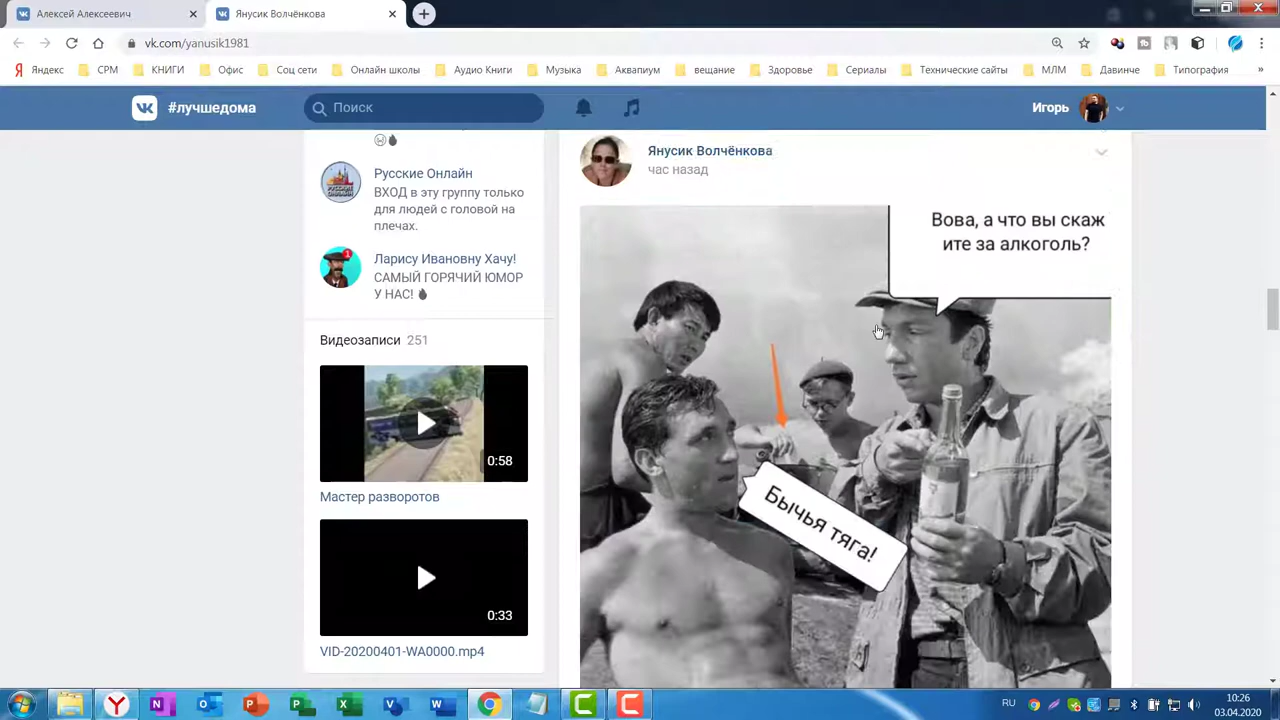 Алексей Алексеевич
Янусик Волчёнкова
vk.com/yanusik1981
Яндекс
СРМ
КНИГИ
Офис
Соц сети
Онлайн школы
Аудио Книги
Музыка
Аквапиум
вещание
Здоровье
Сериалы
Технические сайты
МЛМ
Давинче
Типография
»
#лучшедома
Поиск
Игорь
Русские Онлайн
ВХОД в эту группу только
для людей с головой на
плечах.
Ларису Ивановну Хачу!
САМЫЙ ГОРЯЧИЙ ЮМОР
У НАС!
Видеозаписи 251
0:58
Мастер разворотов
0:33
VID-20200401-WA0000.mp4
Янусик Волчёнкова
час назад
Вова, а что вы скаж
ите за алкоголь?
Бычья тяга!
RU
10:26
03.04.2020